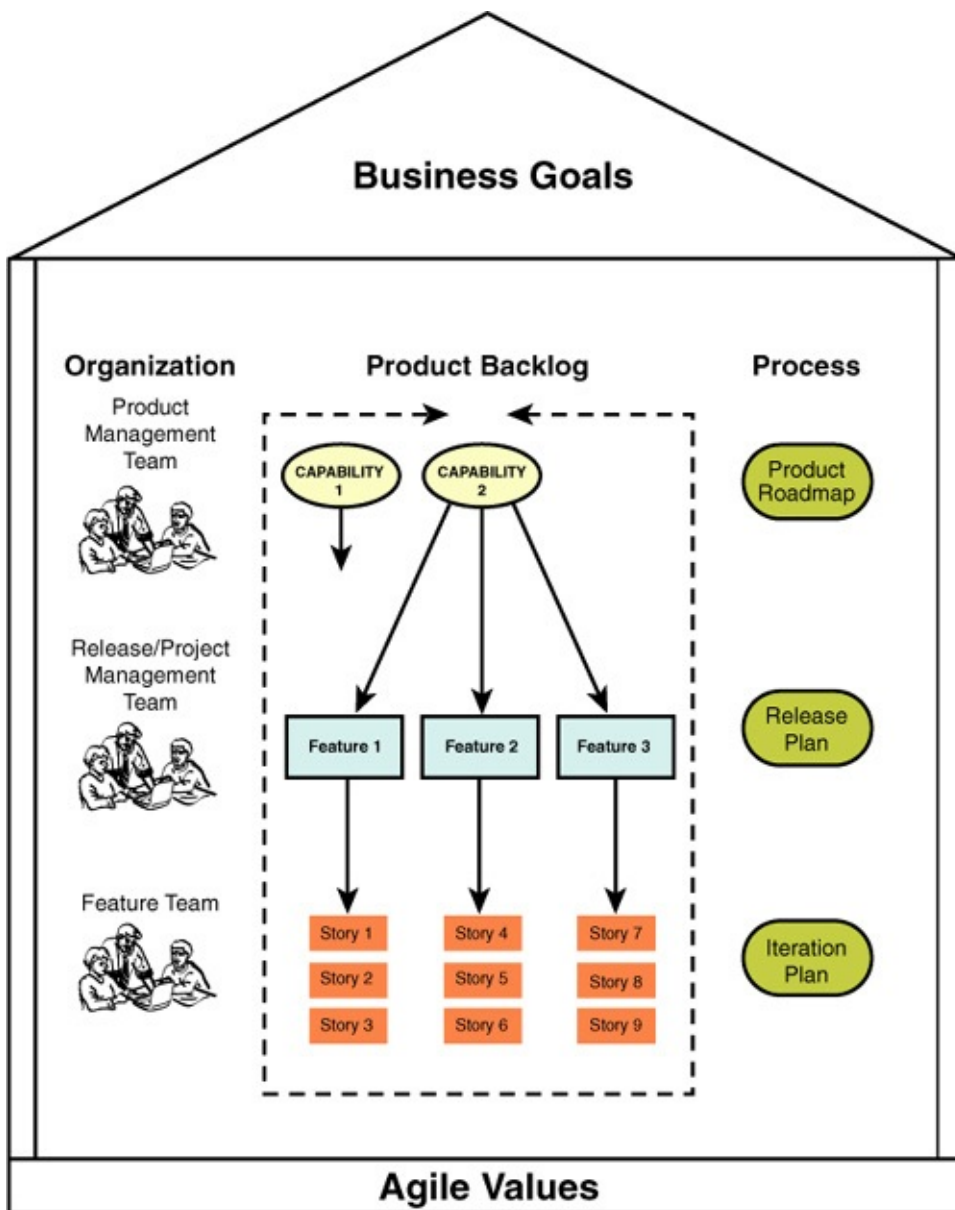 Business Goals
Organization
Product Backlog
Process
Product
Management
Team
CAPABILITY
1
CAPABILITY
2
Product
Roadmap
Release/Project
Management
Team
Feature 1
Feature 2
Feature 3
Release
Plan
Feature Team
Story 1
Story 4
Story 7
Story 2
Story 5
Story 8
Story 3
Story 6
Story 9
Iteration
Plan
Agile Values